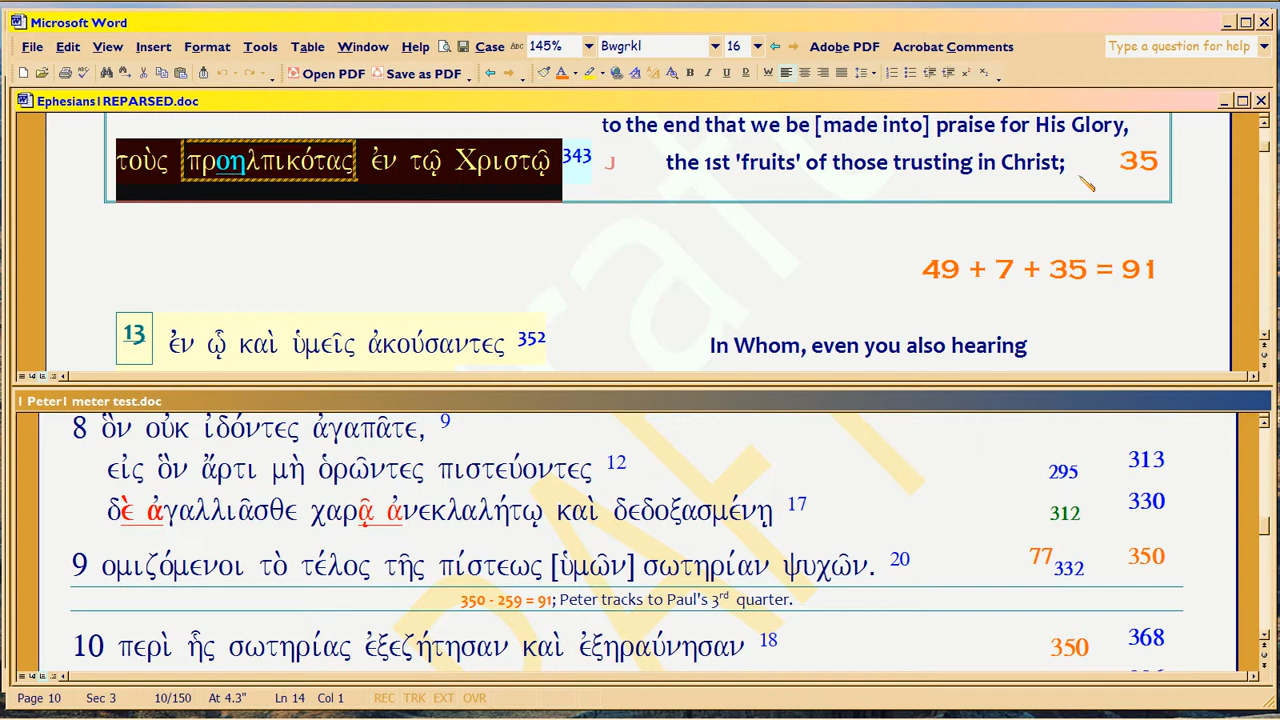 Microsoft Word
File Edit View Insert Format Tools Table Window Help Case 145% Bwgrkl 16 Adobe PDF Acrobat Comments Type a question for help
Open PDF Save as PDF
Ephesians1REPARSED.doc
to the end that we be [made into] praise for His Glory,
τοὺς προηλπικότας ἐν τῷ Χριστῷ 343 J the 1st 'fruits' of those trusting in Christ; 35
49 + 7 + 35 = 91
13 ἐν ᾧ καὶ ὑμεῖς ἀκούσαντες 352 In Whom, even you also hearing
1 Peter1 meter test.doc
8 ὃν οὐκ ἰδόντες ἀγαπᾶτε, 9
εἰς ὃν ἄρτι μὴ ὁρῶντες πιστεύοντες 12 295 313
δὲ ἀγαλλιᾶσθε χαρᾷ ἀνεκλαλήτῳ καὶ δεδοξασμένῃ 17 312 330
9 ομιζόμενοι τὸ τέλος τῆς πίστεως [ὑμῶν] σωτηρίαν ψυχῶν. 20 77 332 350
350 - 259 = 91; Peter tracks to Paul's 3rd quarter.
10 περὶ ἧς σωτηρίας ἐξεζήτησαν καὶ ἐξηραύνησαν 18 350 368
Page 10 Sec 3 10/150 At 4.3" Ln 14 Col 1 REC TRK EXT OVR